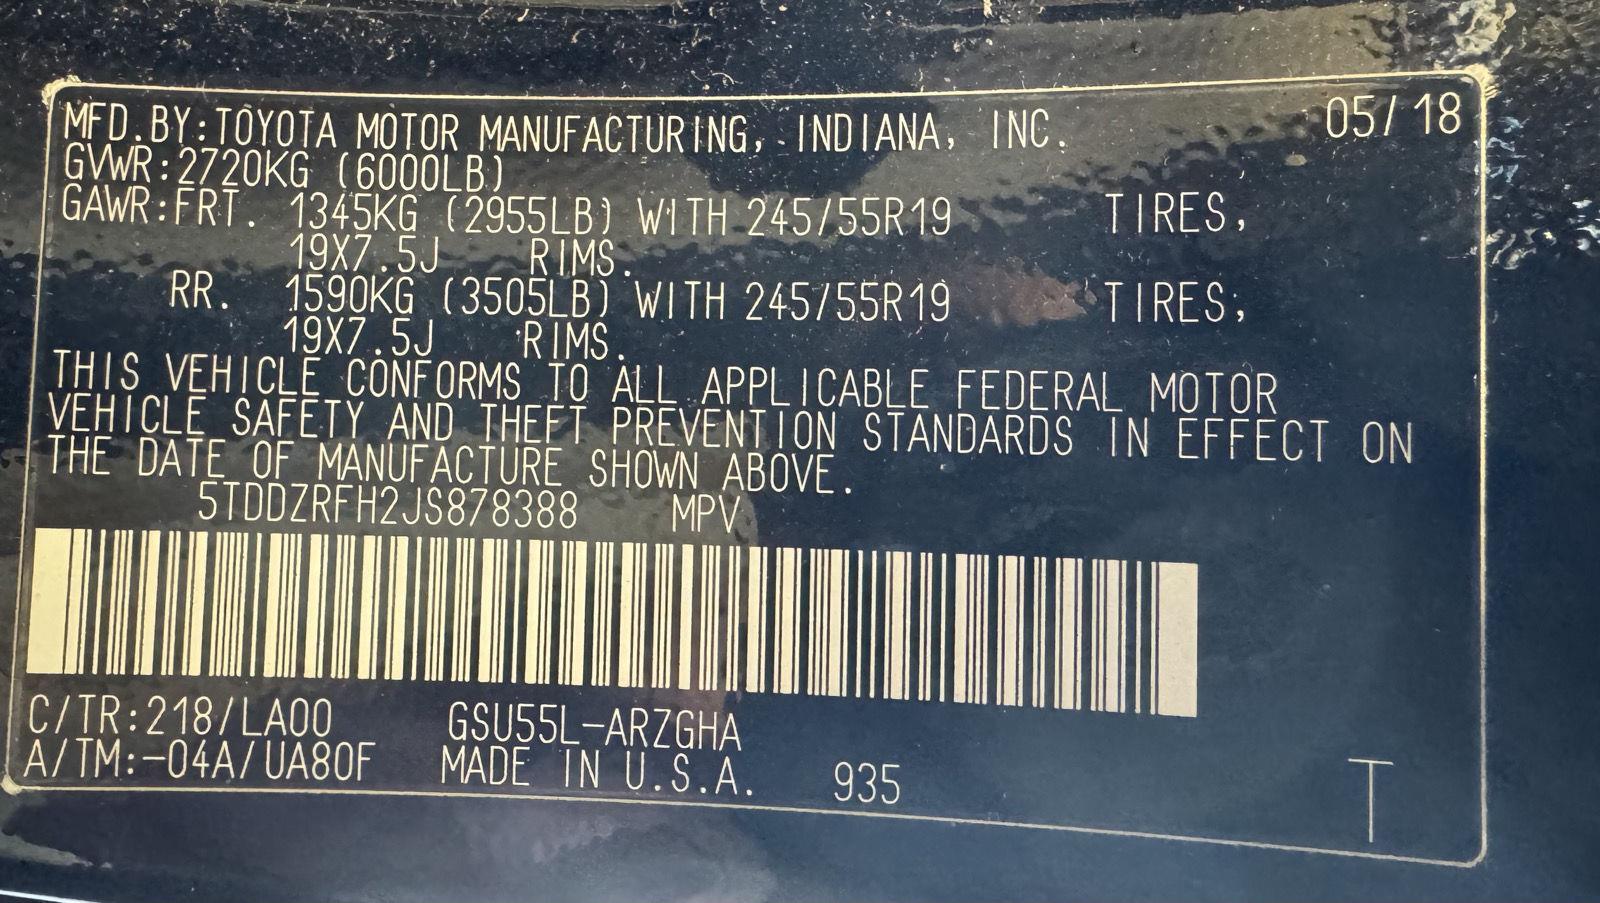 MFD.BY:TOYOTA MOTOR MANUFACTURING, INDIANA, INC. 05/18
GVWR:2720KG (6000LB)
GAWR:FRT. 1345KG (2955LB) WITH 245/55R19 TIRES,
19X7.5J RIMS.
RR. 1590KG (3505LB) WITH 245/55R19 TIRES,
19X7.5J RIMS.
THIS VEHICLE CONFORMS TO ALL APPLICABLE FEDERAL MOTOR
VEHICLE SAFETY AND THEFT PREVENTION STANDARDS IN EFFECT ON
THE DATE OF MANUFACTURE SHOWN ABOVE.
5TDDZRFH2JS878388 MPV
C/TR:218/LA00 GSU55L-ARZGHA
A/TM:-04A/UA80F MADE IN U.S.A. 935 T